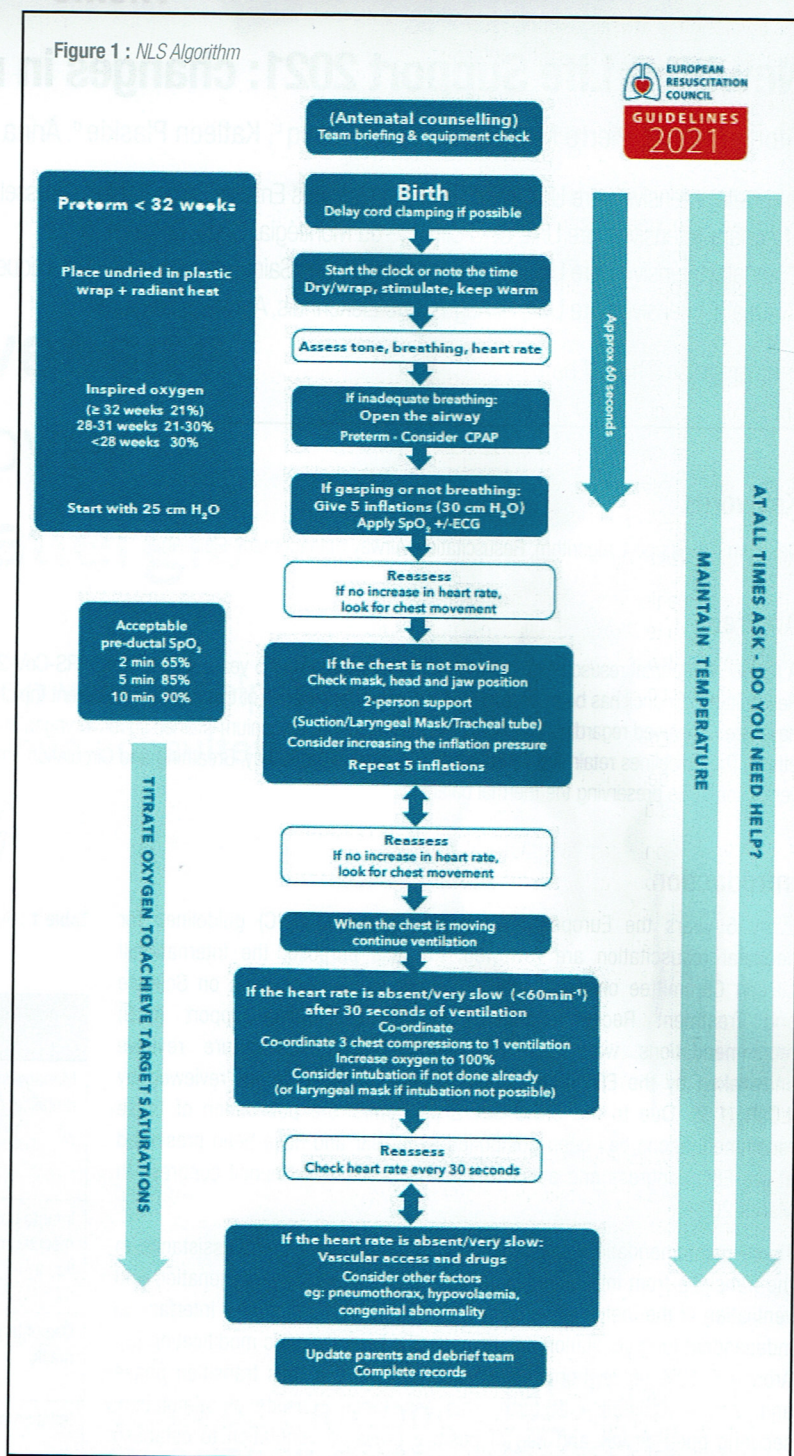 Figure 1 : NLS Algorithm
EUROPEAN
RESUSCITATION
COUNCIL
GUIDELINES
2021
(Antenatal counselling)
Team briefing & equipment check
Preterm < 32 weeks
Place undried in plastic
wrap + radiant heat
Inspired oxygen
(≥ 32 weeks 21%)
28-31 weeks 21-30%
<28 weeks 30%
Start with 25 cm H₂O
Birth
Delay cord clamping if possible
Start the clock or note the time
Dry/wrap, stimulate, keep warm
Assess tone, breathing, heart rate
If inadequate breathing:
Open the airway
Preterm - Consider CPAP
If gasping or not breathing:
Give 5 inflations (30 cm H₂O)
Apply SpO₂ +/-ECG
Approx 60 seconds
Reassess
If no increase in heart rate,
look for chest movement
Acceptable
pre-ductal SpO₂
2 min 65%
5 min 85%
10 min 90%
If the chest is not moving
Check mask, head and jaw position
2-person support
(Suction/Laryngeal Mask/Tracheal tube)
Consider increasing the inflation pressure
Repeat 5 inflations
Reassess
If no increase in heart rate,
look for chest movement
When the chest is moving
continue ventilation
If the heart rate is absent/very slow (<60min⁻¹)
after 30 seconds of ventilation
Co-ordinate
Co-ordinate 3 chest compressions to 1 ventilation
Increase oxygen to 100%
Consider intubation if not done already
(or laryngeal mask if intubation not possible)
Reassess
Check heart rate every 30 seconds
If the heart rate is absent/very slow:
Vascular access and drugs
Consider other factors
eg: pneumothorax, hypovolaemia,
congenital abnormality
Update parents and debrief team
Complete records
TITRATE OXYGEN TO ACHIEVE TARGET SATURATIONS
MAINTAIN TEMPERATURE
AT ALL TIMES ASK - DO YOU NEED HELP?